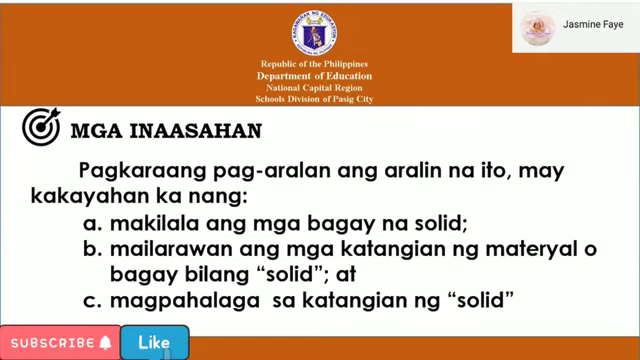 Jasmine Faye
Republic of the Philippines
Department of Education
National Capital Region
Schools Division of Pasig City
MGA INAASAHAN
Pagkaraang pag-aralan ang aralin na ito, may
kakayahan ka nang:
a. makilala ang mga bagay na solid;
b. mailarawan ang mga katangian ng materyal o
bagay bilang “solid”; at
c. magpahalaga sa katangian ng “solid”
SUBSCRIBE
Like